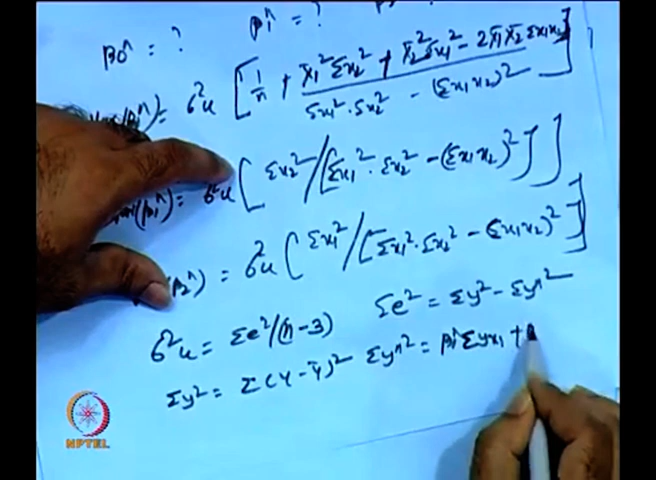 β0^ = ? β1^ = ?
(β0^) = σ²u [ 1/n + (X̄1² Σx2² + X̄2² Σx1² - 2X̄1X̄2 Σx1x2) / (Σx1² · Σx2² - (Σx1x2)²) ]
(β1^) = σ²u [ Σx2² / [Σx1² · Σx2² - (Σx1x2)²] ]
(β2^) = σ²u [ Σx1² / [Σx1² · Σx2² - (Σx1x2)²] ]
σ²u = Σe²/(n-3) Σe² = Σy² - Σy^²
Σy² = Σ(Y - Ȳ)² Σy^² = β1^ Σyx1 +
NPTEL